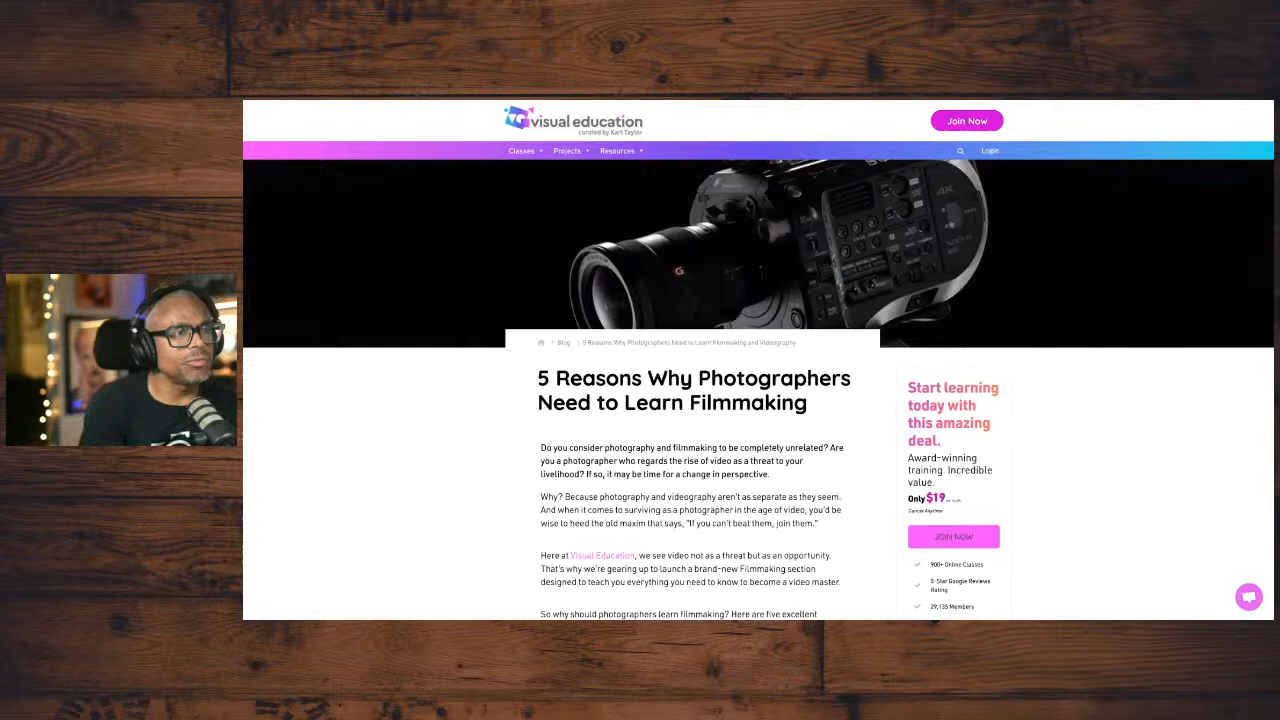 visual education
curated by Karl Taylor
Join Now
Classes Projects Resources Login
4K
G
Blog > 5 Reasons Why Photographers Need to Learn Filmmaking and Videography
5 Reasons Why Photographers
Need to Learn Filmmaking
Do you consider photography and filmmaking to be completely unrelated? Are
you a photographer who regards the rise of video as a threat to your
livelihood? If so, it may be time for a change in perspective.
Why? Because photography and videography aren't as separate as they seem.
And when it comes to surviving as a photographer in the age of video, you'd be
wise to heed the old maxim that says, "If you can't beat them, join them."
Here at Visual Education, we see video not as a threat but as an opportunity.
That's why we're gearing up to launch a brand-new Filmmaking section
designed to teach you everything you need to know to become a video master.
So why should photographers learn filmmaking? Here are five excellent
Start learning
today with
this amazing
deal.
Award-winning
training. Incredible
value.
Only $19 per month
Cancel Anytime
JOIN NOW
900+ Online Classes
5-Star Google Reviews
Rating
29,135 Members